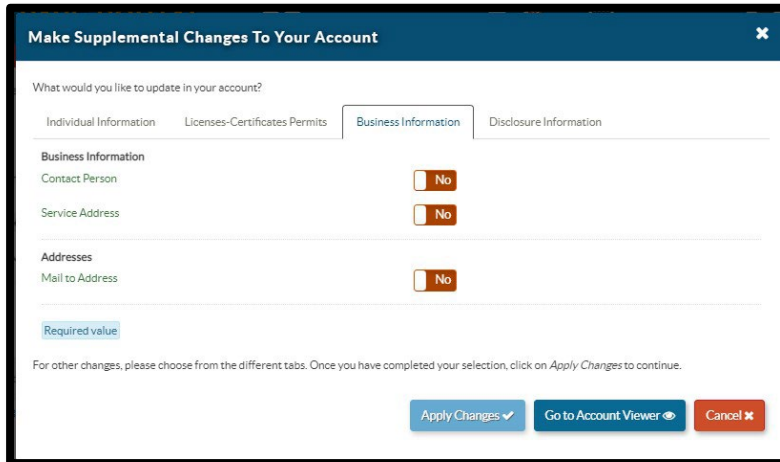 Make Supplemental Changes To Your Account
What would you like to update in your account?
Individual Information Licenses-Certificates Permits Business Information Disclosure Information
Business Information
Contact Person No
Service Address No
Addresses
Mail to Address No
Required value
For other changes, please choose from the different tabs. Once you have completed your selection, click on Apply Changes to continue.
Apply Changes Go to Account Viewer Cancel